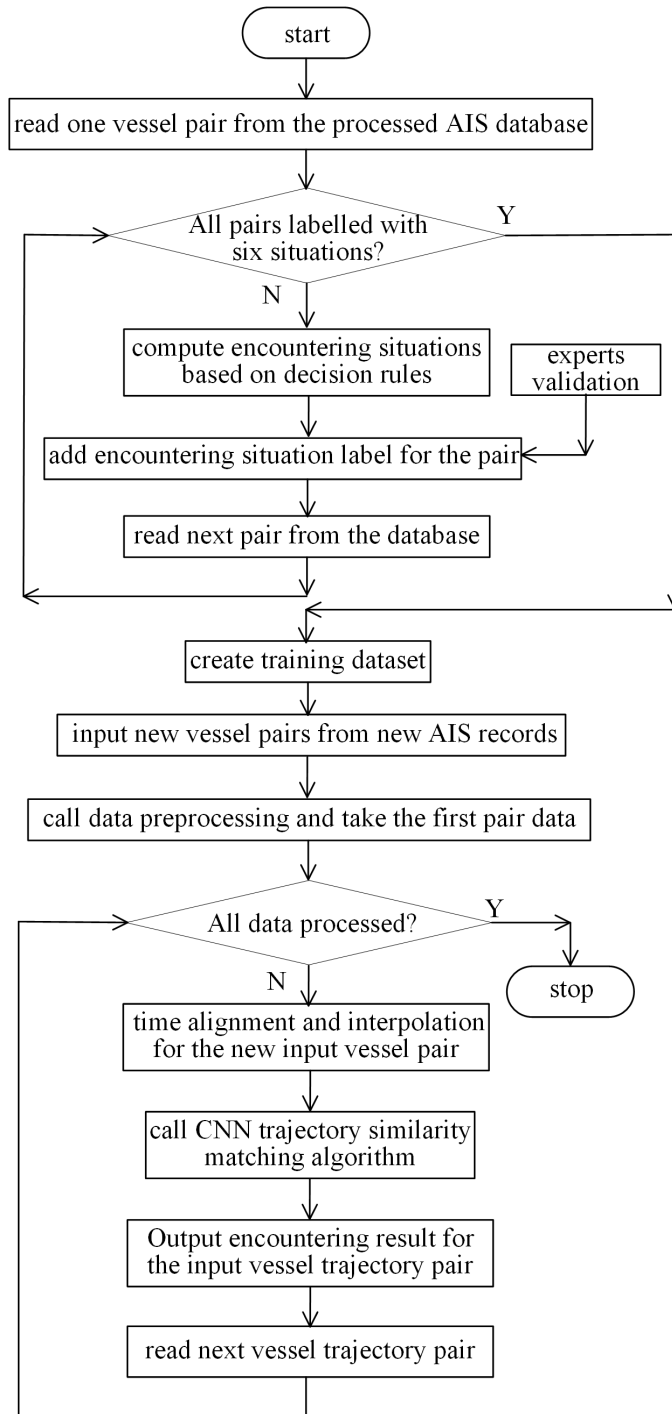 start
read one vessel pair from the processed AIS database
All pairs labelled with
six situations?
Y
N
compute encountering situations
based on decision rules
experts
validation
add encountering situation label for the pair
read next pair from the database
create training dataset
input new vessel pairs from new AIS records
call data preprocessing and take the first pair data
All data processed?
Y
N
stop
time alignment and interpolation
for the new input vessel pair
call CNN trajectory similarity
matching algorithm
Output encountering result for
the input vessel trajectory pair
read next vessel trajectory pair